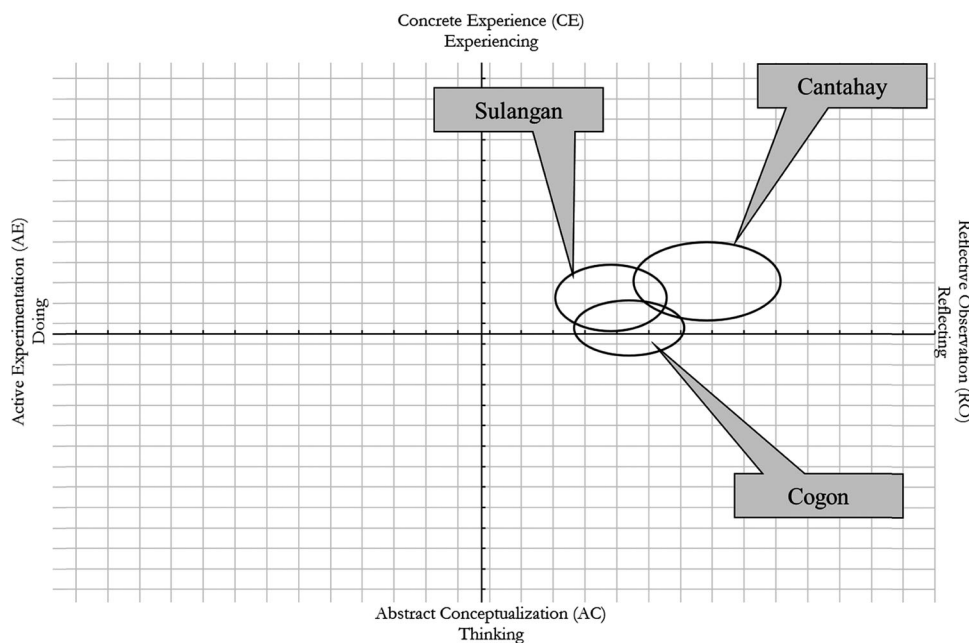 Concrete Experience (CE)
Experiencing
Cantahay
Sulangan
Active Experimentation (AE)
Doing
Reflective Observation (RO)
Reflecting
Cogon
Abstract Conceptualization (AC)
Thinking